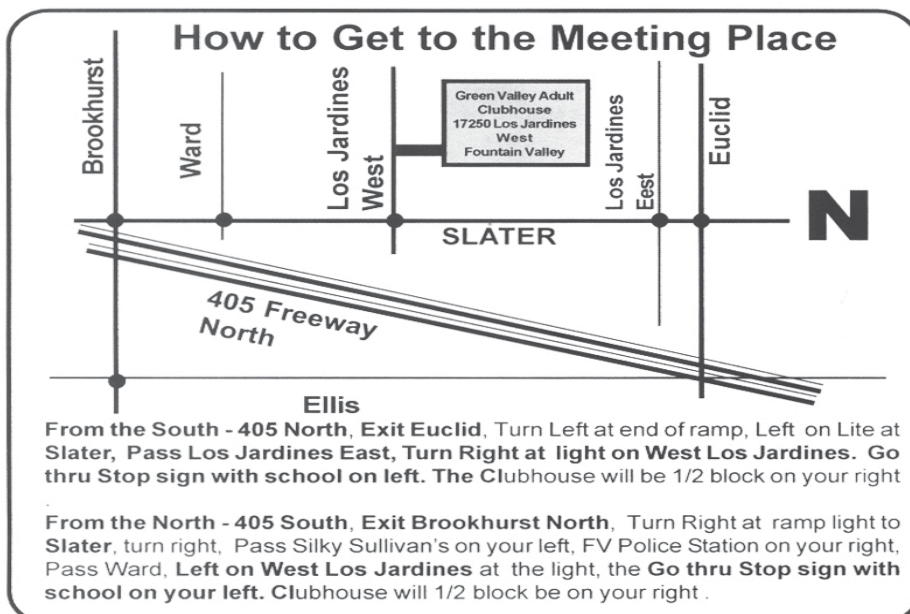 How to Get to the Meeting Place
Brookhurst
Ward
Los Jardines
West
Green Valley Adult
Clubhouse
17250 Los Jardines
West
Fountain Valley
Los Jardines
Eest
Euclid
N
SLATER
405 Freeway
North
Ellis
From the South - 405 North, Exit Euclid, Turn Left at end of ramp, Left on Lite at
Slater, Pass Los Jardines East, Turn Right at light on West Los Jardines. Go
thru Stop sign with school on left. The Clubhouse will be 1/2 block on your right
.
From the North - 405 South, Exit Brookhurst North, Turn Right at ramp light to
Slater, turn right, Pass Silky Sullivan's on your left, FV Police Station on your right,
Pass Ward, Left on West Los Jardines at the light, the Go thru Stop sign with
school on your left. Clubhouse will 1/2 block be on your right .